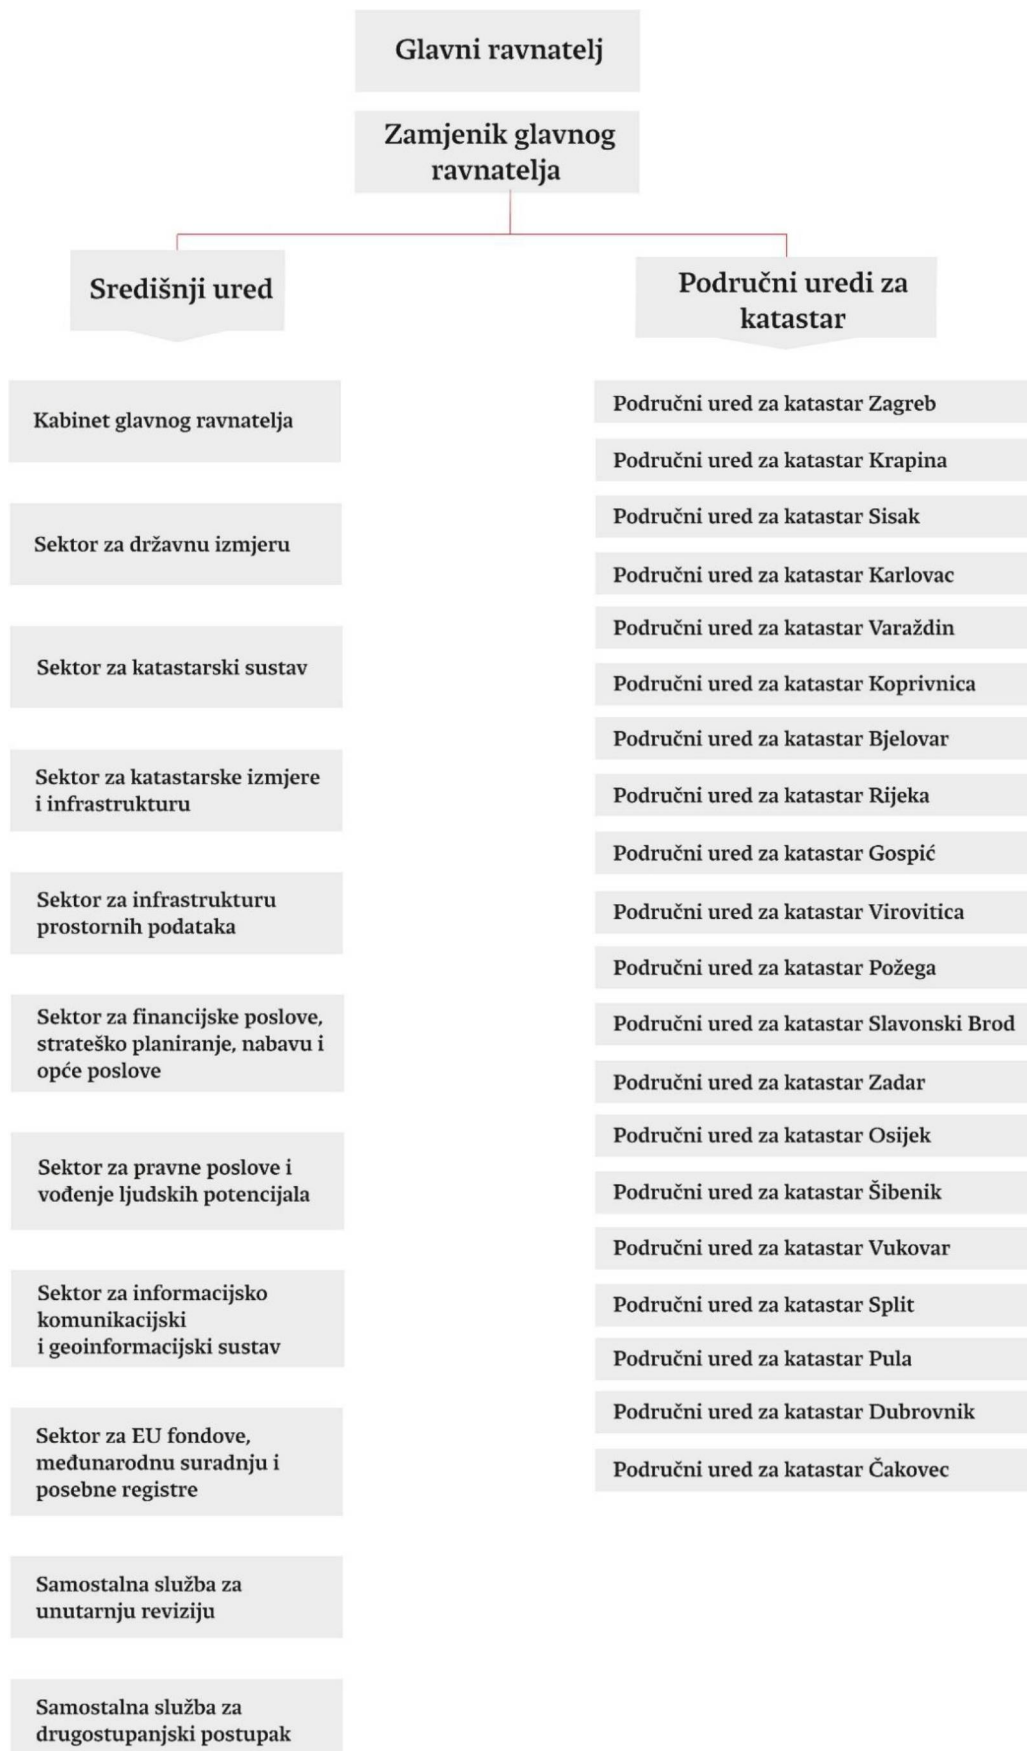 Glavni ravnatelj
Zamjenik glavnog
ravnatelja
Središnji ured
Kabinet glavnog ravnatelja
Sektor za državnu izmjeru
Sektor za katastarski sustav
Sektor za katastarske izmjere
i infrastrukturu
Sektor za infrastrukturu
prostornih podataka
Sektor za financijske poslove,
strateško planiranje, nabavu i
opće poslove
Sektor za pravne poslove i
vođenje ljudskih potencijala
Sektor za informacijsko
komunikacijski
i geoinformacijski sustav
Sektor za EU fondove,
međunarodnu suradnju i
posebne registre
Samostalna služba za
unutarnju reviziju
Samostalna služba za
drugostupanjski postupak
Područni uredi za
katastar
Područni ured za katastar Zagreb
Područni ured za katastar Krapina
Područni ured za katastar Sisak
Područni ured za katastar Karlovac
Područni ured za katastar Varaždin
Područni ured za katastar Koprivnica
Područni ured za katastar Bjelovar
Područni ured za katastar Rijeka
Područni ured za katastar Gospić
Područni ured za katastar Virovitica
Područni ured za katastar Požega
Područni ured za katastar Slavonski Brod
Područni ured za katastar Zadar
Područni ured za katastar Osijek
Područni ured za katastar Šibenik
Područni ured za katastar Vukovar
Područni ured za katastar Split
Područni ured za katastar Pula
Područni ured za katastar Dubrovnik
Područni ured za katastar Čakovec